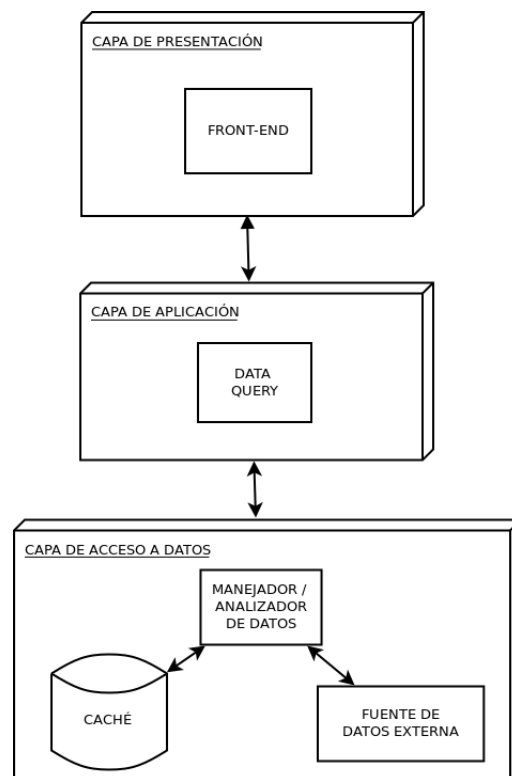 CAPA DE PRESENTACIÓN
FRONT-END
CAPA DE APLICACIÓN
DATA
QUERY
CAPA DE ACCESO A DATOS
MANEJADOR /
ANALIZADOR
DE DATOS
CACHÉ
FUENTE DE
DATOS EXTERNA